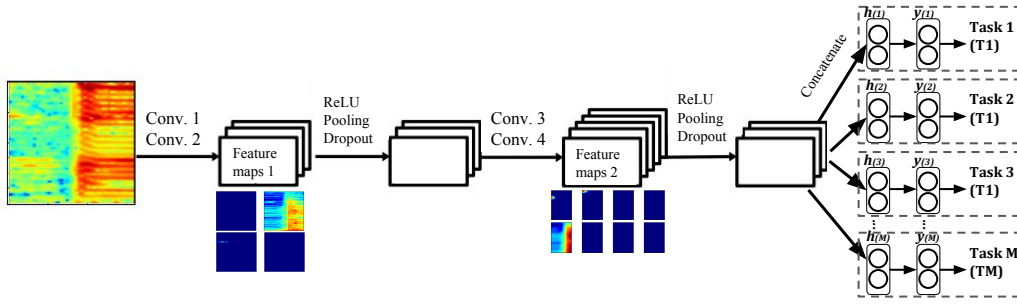 Conv. 1
Conv. 2
Feature
maps 1
ReLU
Pooling
Dropout
Conv. 3
Conv. 4
Feature
maps 2
ReLU
Pooling
Dropout
Concatenate
h(1) y(1) Task 1
(T1)
h(2) y(2) Task 2
(T1)
h(3) y(3) Task 3
(T1)
h(M) y(M) Task M
(TM)